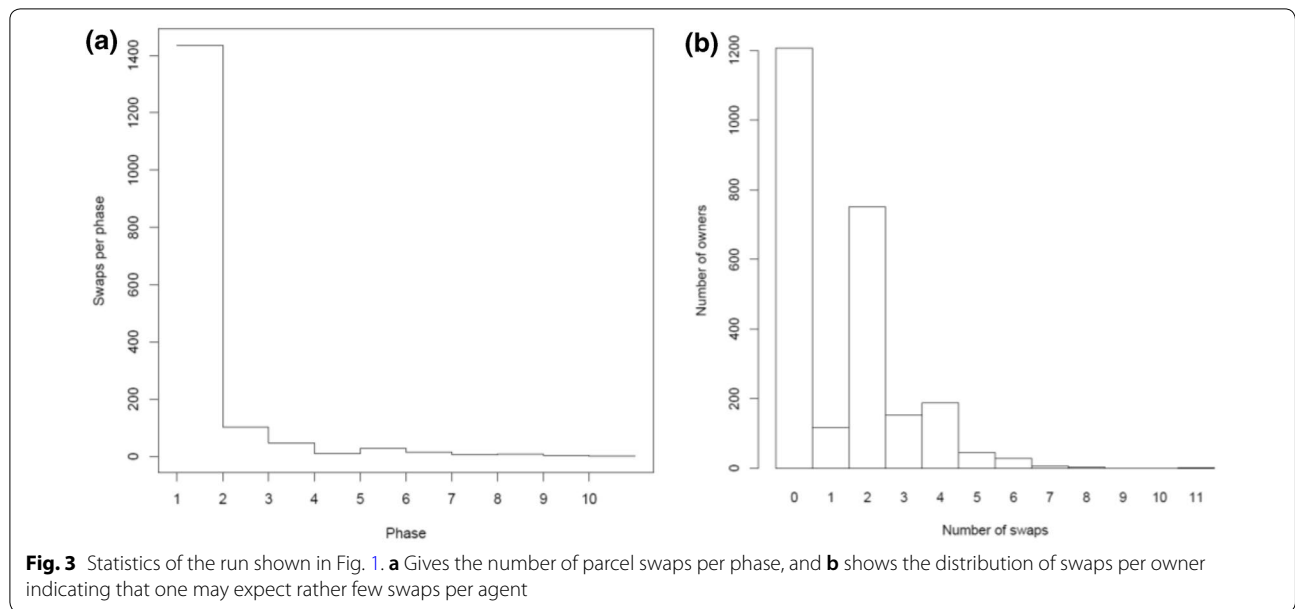 (a)
1400
1200
1000
800
600
400
200
0
Swaps per phase
1 2 3 4 5 6 7 8 9 10
Phase
(b)
1200
1000
800
600
400
200
0
Number of owners
0 1 2 3 4 5 6 7 8 9 10 11
Number of swaps
Fig. 3 Statistics of the run shown in Fig. 1. a Gives the number of parcel swaps per phase, and b shows the distribution of swaps per owner
indicating that one may expect rather few swaps per agent